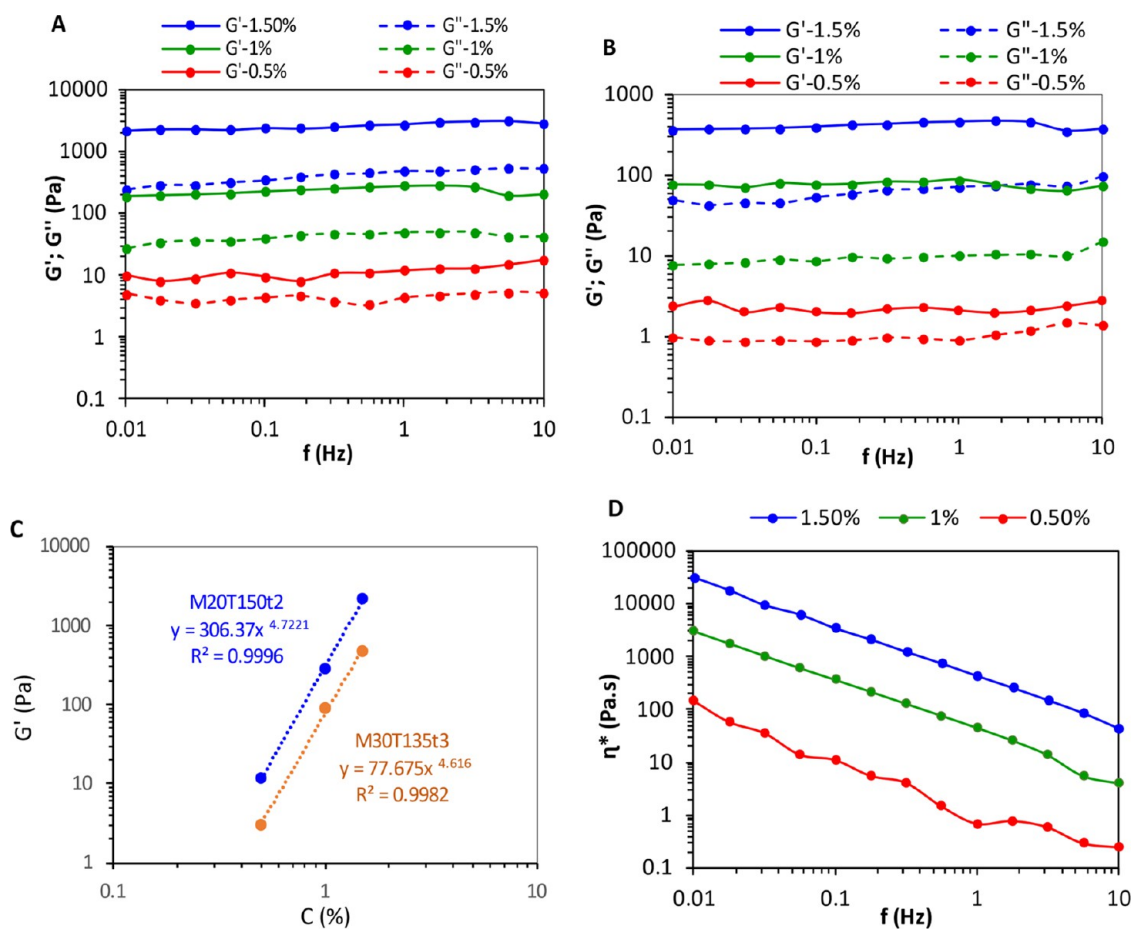 A
G'-1.50%
G''-1.5%
G'-1%
G''-1%
G'-0.5%
G''-0.5%
10000
1000
100
10
1
0.1
G'; G'' (Pa)
0.01
0.1
1
10
f (Hz)
B
G'-1.5%
G''-1.5%
G'-1%
G''-1%
G'-0.5%
G''-0.5%
1000
100
10
1
0.1
G'; G'' (Pa)
0.01
0.1
1
10
f (Hz)
C
10000
1000
100
10
1
G' (Pa)
M20T150t2
y = 306.37x 4.7221
R² = 0.9996
M30T135t3
y = 77.675x 4.616
R² = 0.9982
0.1
1
10
C (%)
D
1.50%
1%
0.50%
100000
10000
1000
100
10
1
0.1
η* (Pa.s)
0.01
0.1
1
10
f (Hz)